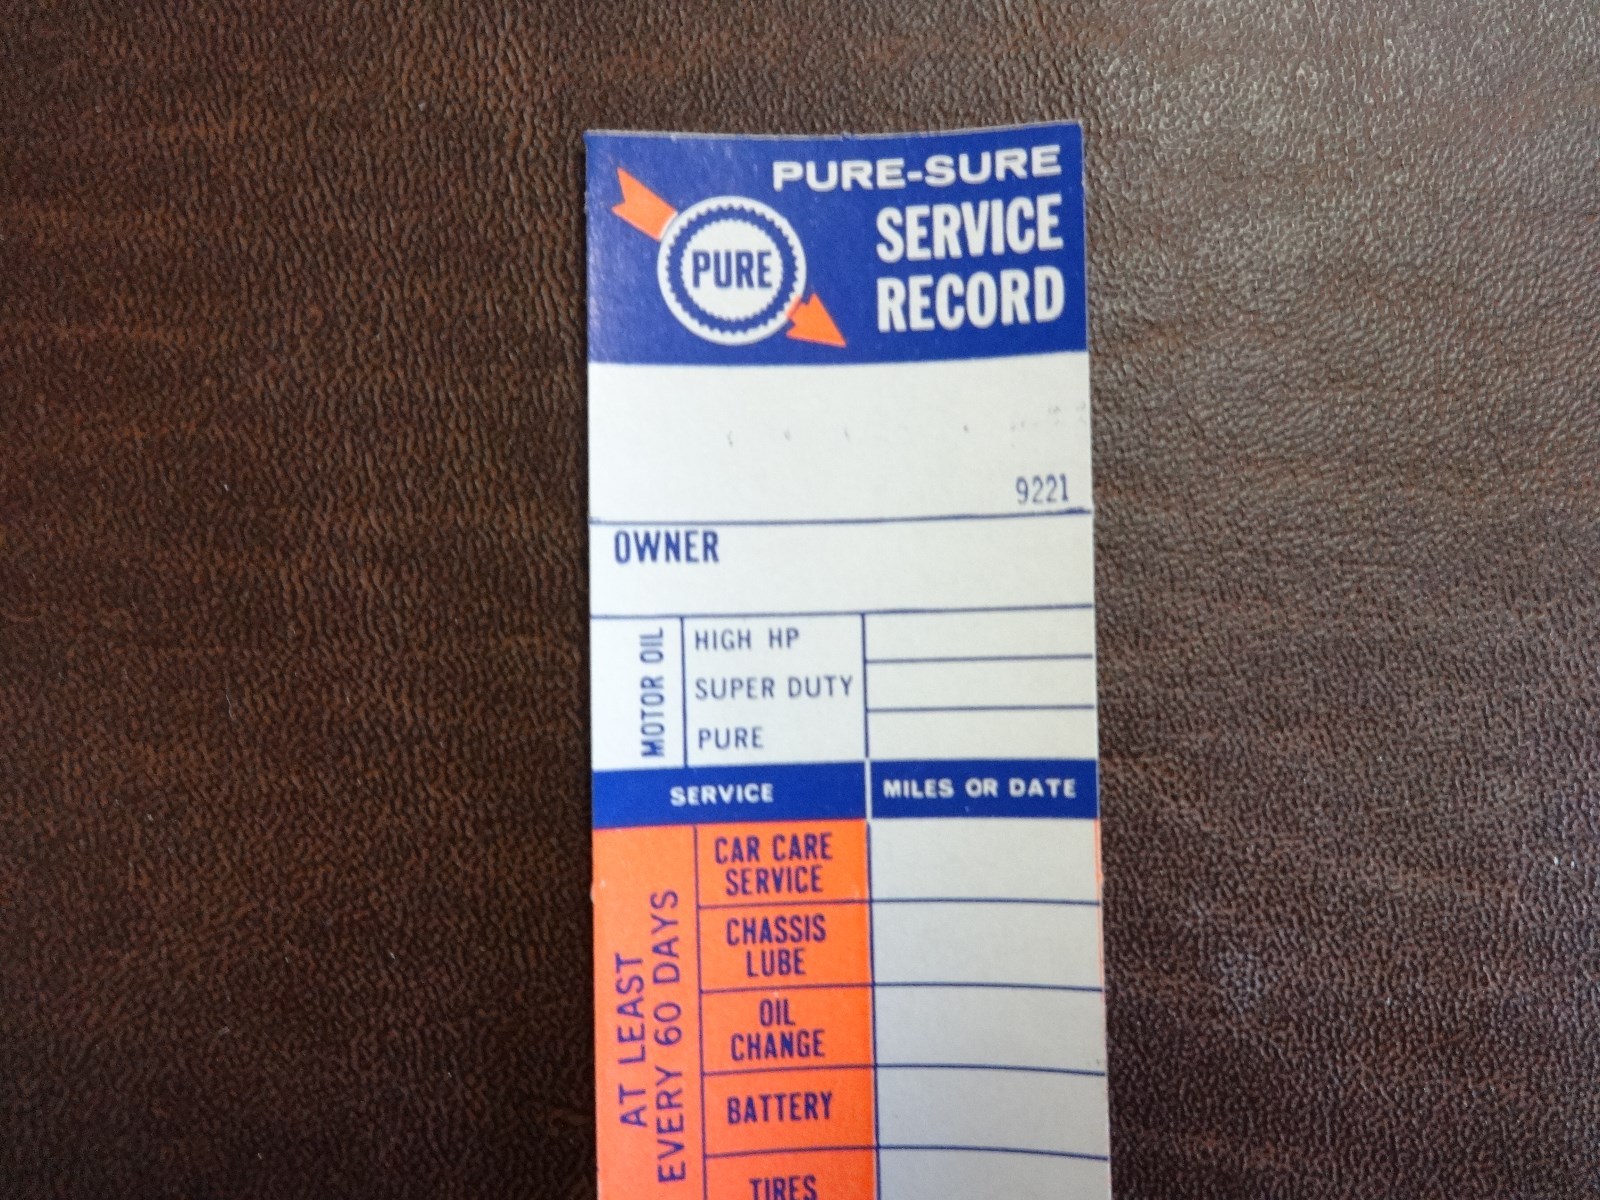 PURE-SURE
SERVICE
RECORD
PURE
9221
OWNER
MOTOR OIL
HIGH HP
SUPER DUTY
PURE
SERVICE
MILES OR DATE
AT LEAST
EVERY 60 DAYS
CAR CARE
SERVICE
CHASSIS
LUBE
OIL
CHANGE
BATTERY
TIRES